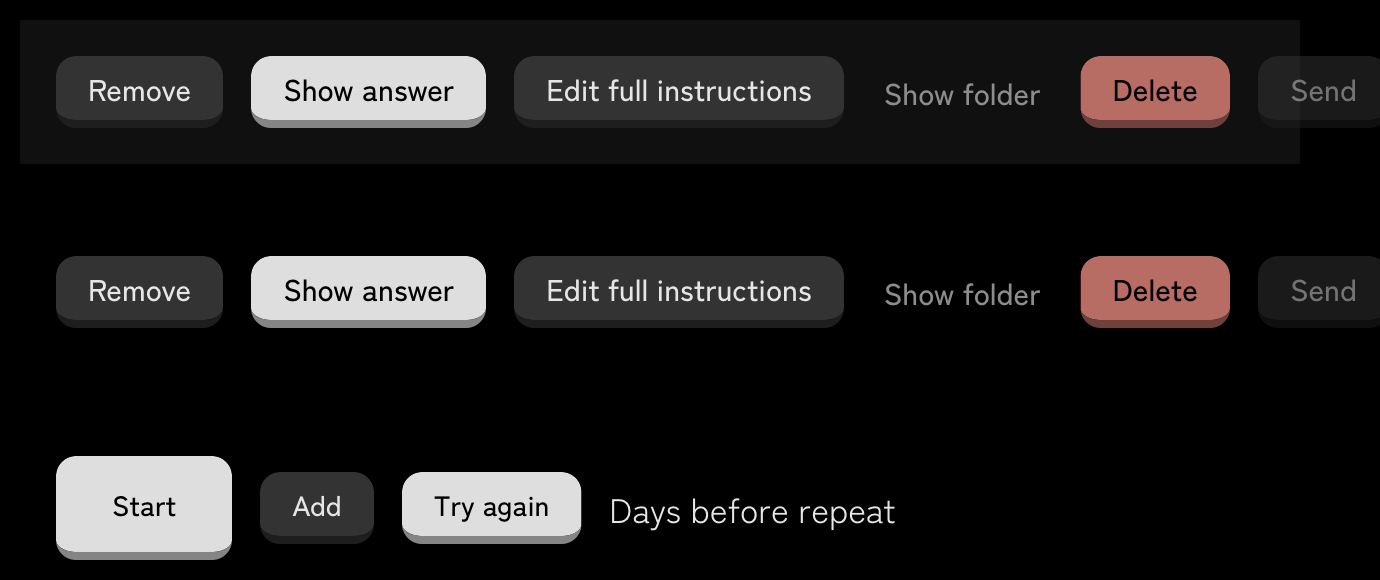 Remove Show answer Edit full instructions Show folder Delete Send
Remove Show answer Edit full instructions Show folder Delete Send
Start Add Try again Days before repeat